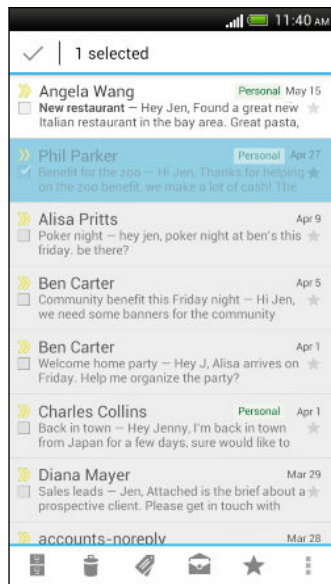 11:40 AM
1 selected
Angela Wang Personal May 15
New restaurant – Hey Jen, Found a great new
Italian restaurant in the bay area. Great pasta,
Phil Parker Personal Apr 27
Benefit for the zoo – Hi Jen, Thanks for helping
on the zoo benefit, we make a lot of cash! The
Alisa Pritts Apr 9
Poker night – hey jen, poker night at ben's this
friday. be there?
Ben Carter Apr 5
Community benefit this Friday night – Hi Jen,
we need some banners for the community
Ben Carter Apr 1
Welcome home party – Hey J, Alisa arrives on
Friday. Help me organize the party?
Charles Collins Personal Apr 1
Back in town – Hey Jenny, I'm back in town
from Japan for a few days, sure would like to
Diana Mayer Mar 29
Sales leads – Jen, Attached is the brief about a
prospective client. Please get in touch with
accounts-noreply Mar 28